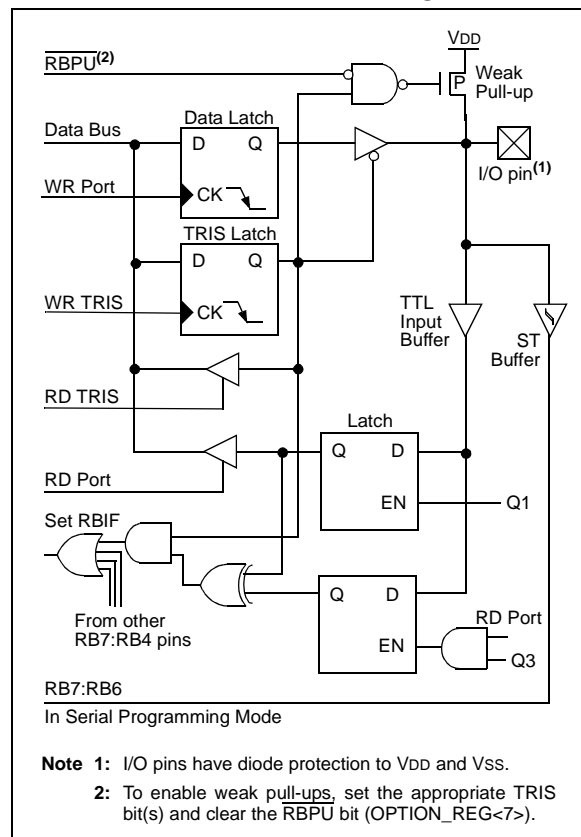 VDD
RBPU(2)
P
Weak
Pull-up
Data Latch
Data Bus
D Q
I/O pin(1)
WR Port
CK
TRIS Latch
D Q
WR TRIS
CK
TTL
Input
Buffer
ST
Buffer
RD TRIS
Latch
Q D
RD Port
EN
Q1
Set RBIF
Q D
From other
RB7:RB4 pins
RD Port
EN
Q3
RB7:RB6
In Serial Programming Mode
Note 1: I/O pins have diode protection to VDD and VSS.
2: To enable weak pull-ups, set the appropriate TRIS
bit(s) and clear the RBPU bit (OPTION_REG<7>).